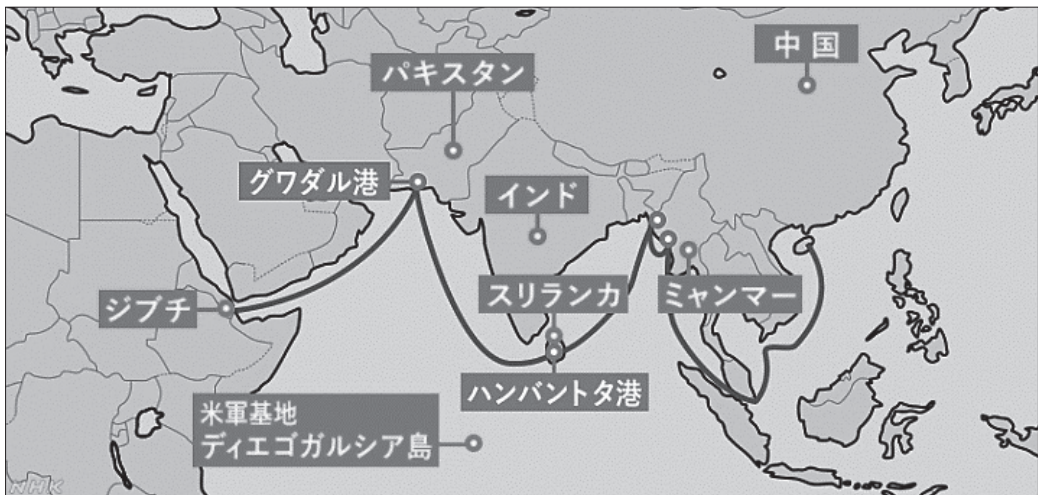 中国
パキスタン
グワダル港
インド
スリランカ
ミャンマー
ジブチ
ハンバントタ港
米軍基地
ディエゴガルシア島
NHK